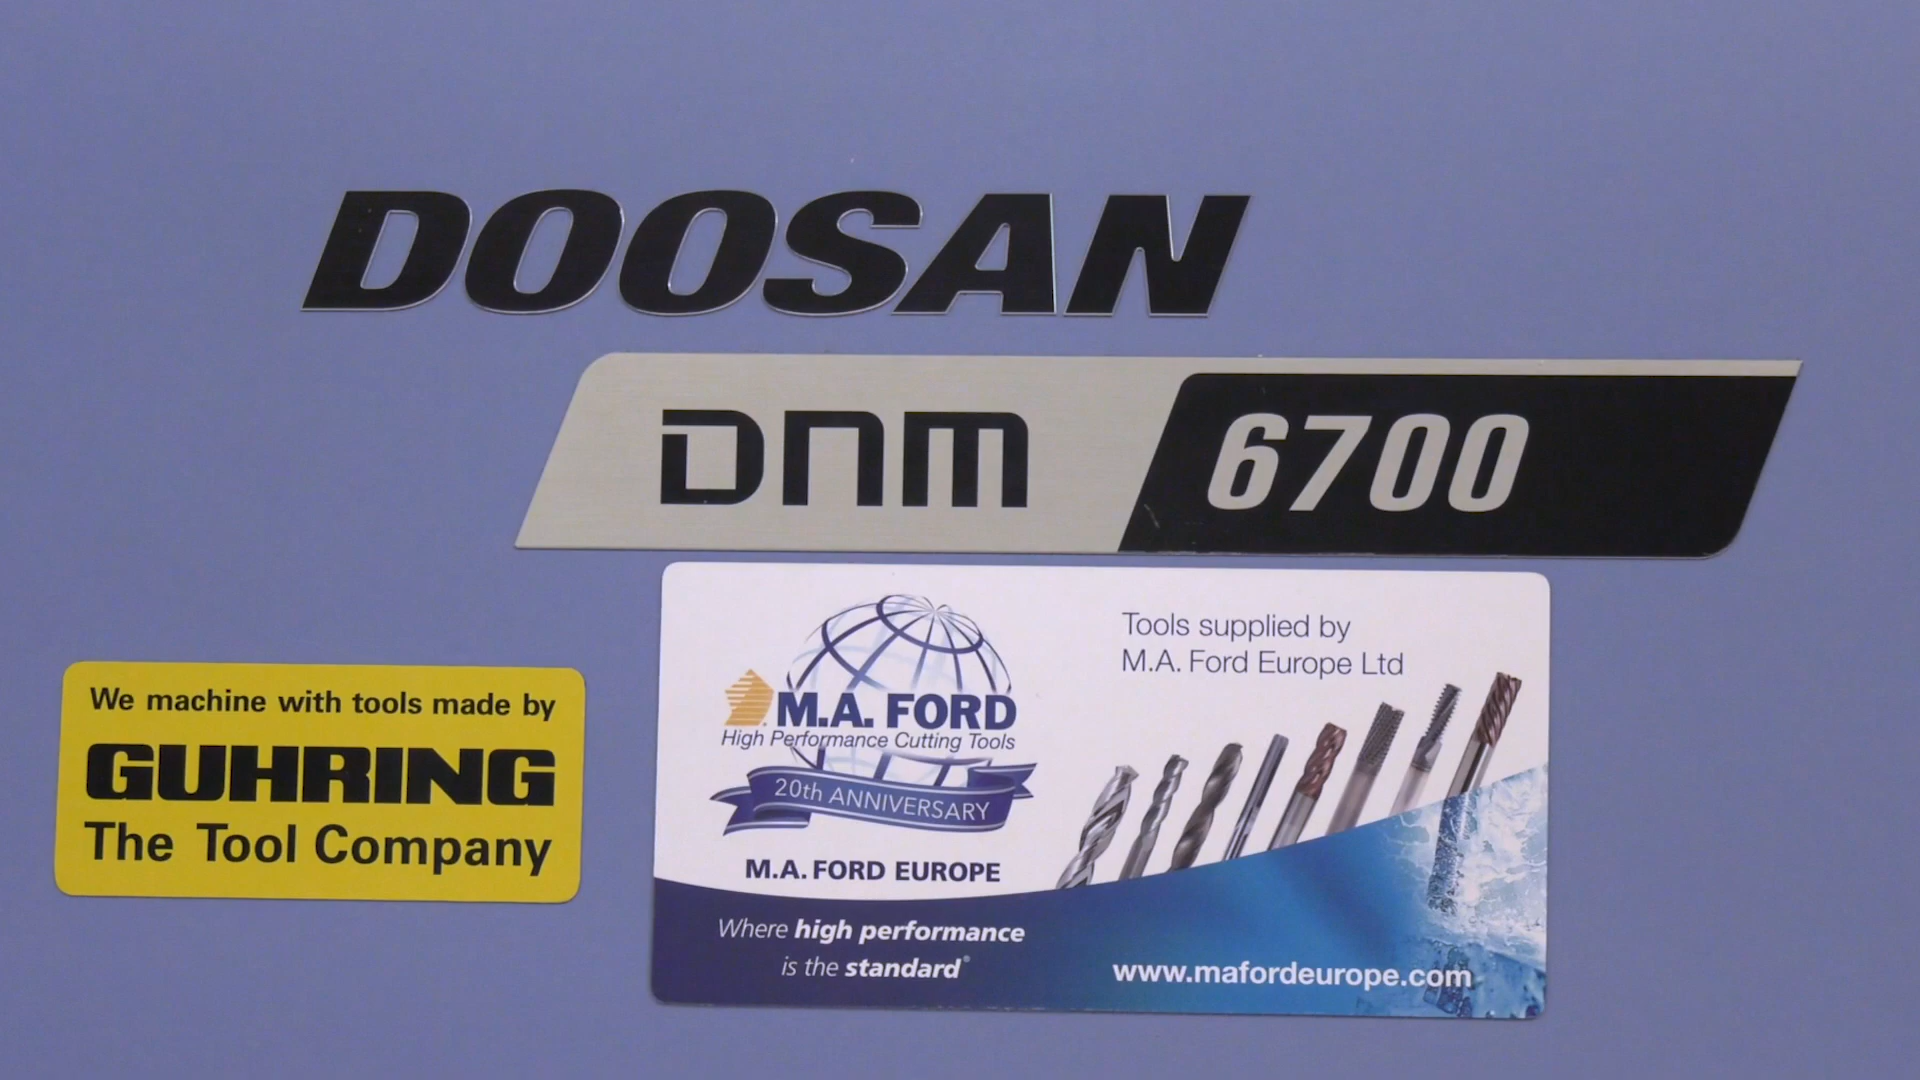 DOOSAN
DNM 6700
We machine with tools made by
GUHRING
The Tool Company
M.A. FORD
High Performance Cutting Tools
20th ANNIVERSARY
M.A. FORD EUROPE
Where high performance
is the standard®
Tools supplied by
M.A. Ford Europe Ltd
www.mafordeurope.com